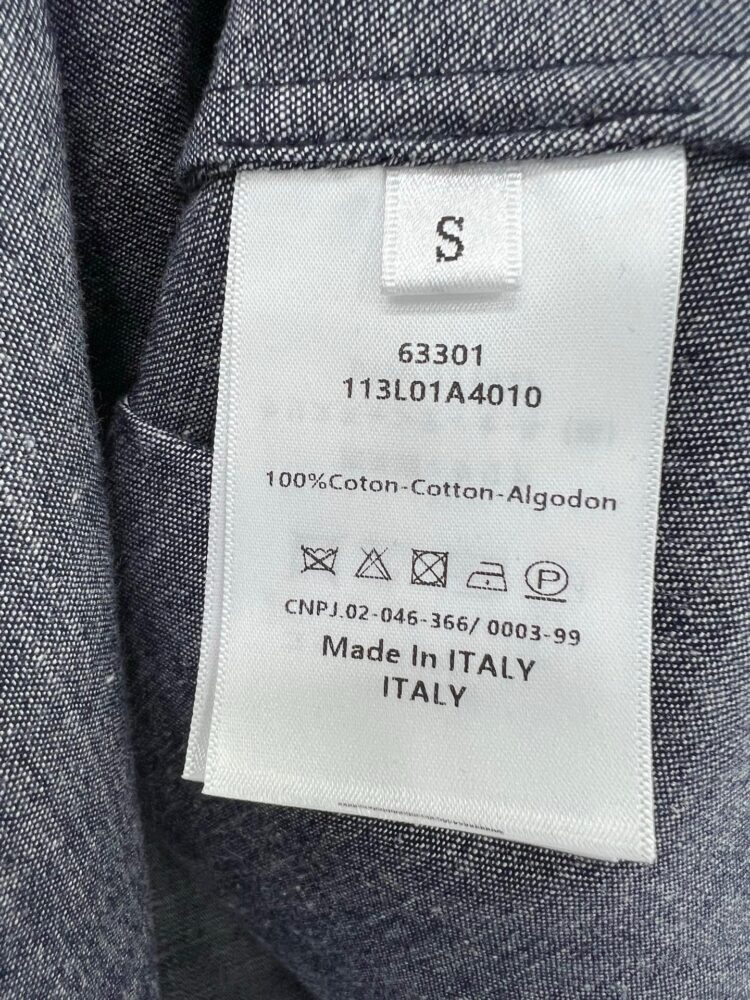 S
63301
113L01A4010
100%Coton-Cotton-Algodon
P
CNPJ.02-046-366/ 0003-99
Made In ITALY
ITALY